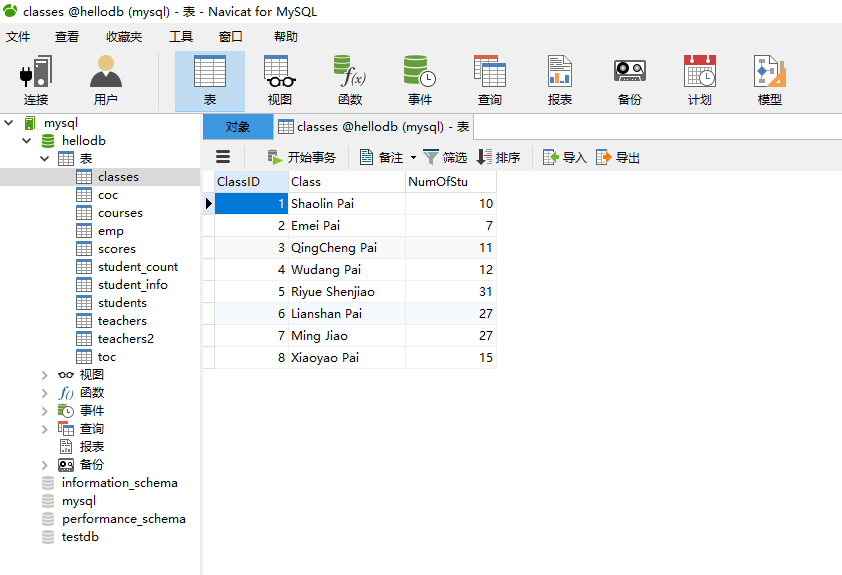 classes @hellodb (mysql) - 表 - Navicat for MySQL
文件 查看 收藏夹 工具 窗口 帮助
连接 用户 表 视图 函数 事件 查询 报表 备份 计划 模型
mysql
hellodb
表
classes
coc
courses
emp
scores
student_count
student_info
students
teachers
teachers2
toc
视图
函数
事件
查询
报表
备份
information_schema
mysql
performance_schema
testdb
对象 classes @hellodb (mysql) - 表
开始事务 备注 筛选 排序 导入 导出
ClassID Class NumOfStu
1 Shaolin Pai 10
2 Emei Pai 7
3 QingCheng Pai 11
4 Wudang Pai 12
5 Riyue Shenjiao 31
6 Lianshan Pai 27
7 Ming Jiao 27
8 Xiaoyao Pai 15